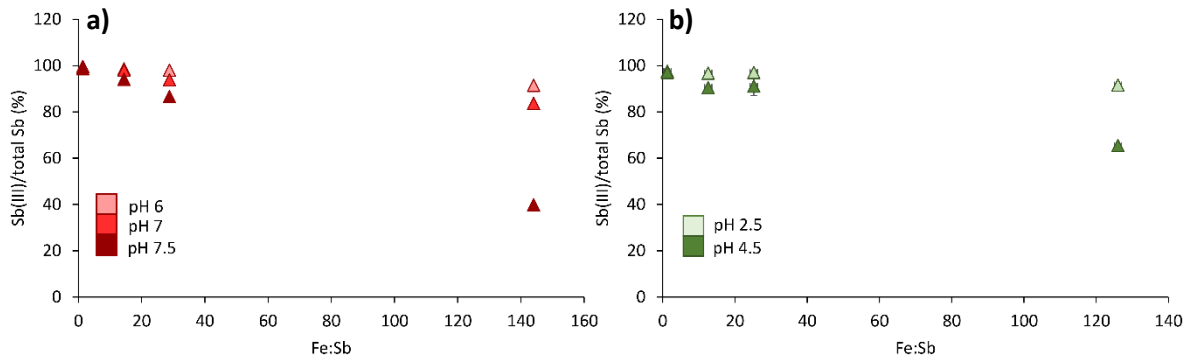 a)
Sb(III)/total Sb (%)
120
100
80
60
40
20
0
pH 6
pH 7
pH 7.5
0 20 40 60 80 100 120 140 160
Fe:Sb
b)
Sb(III)/total Sb (%)
120
100
80
60
40
20
0
pH 2.5
pH 4.5
0 20 40 60 80 100 120 140
Fe:Sb